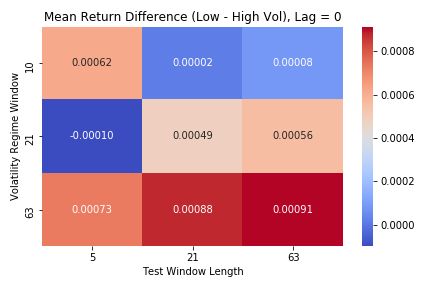 Mean Return Difference (Low - High Vol), Lag = 0
Volatility Regime Window
10
0.00062 0.00002 0.00008
21
-0.00010 0.00049 0.00056
63
0.00073 0.00088 0.00091
5 21 63
Test Window Length
0.0008
0.0006
0.0004
0.0002
0.0000